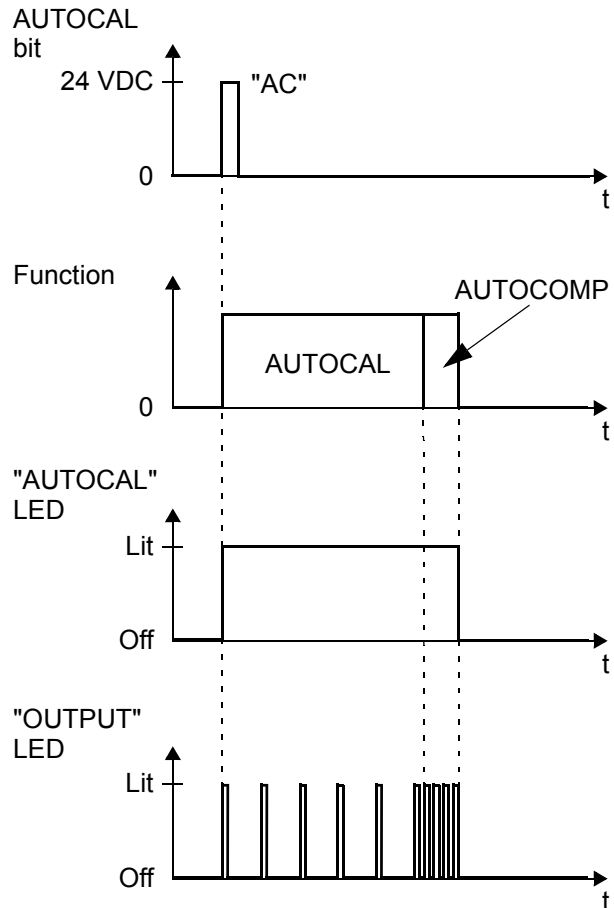 AUTOCAL
bit
24 VDC
"AC"
0
t
Function
AUTOCOMP
AUTOCAL
0
t
"AUTOCAL"
LED
Lit
Off
t
"OUTPUT"
LED
Lit
Off
t